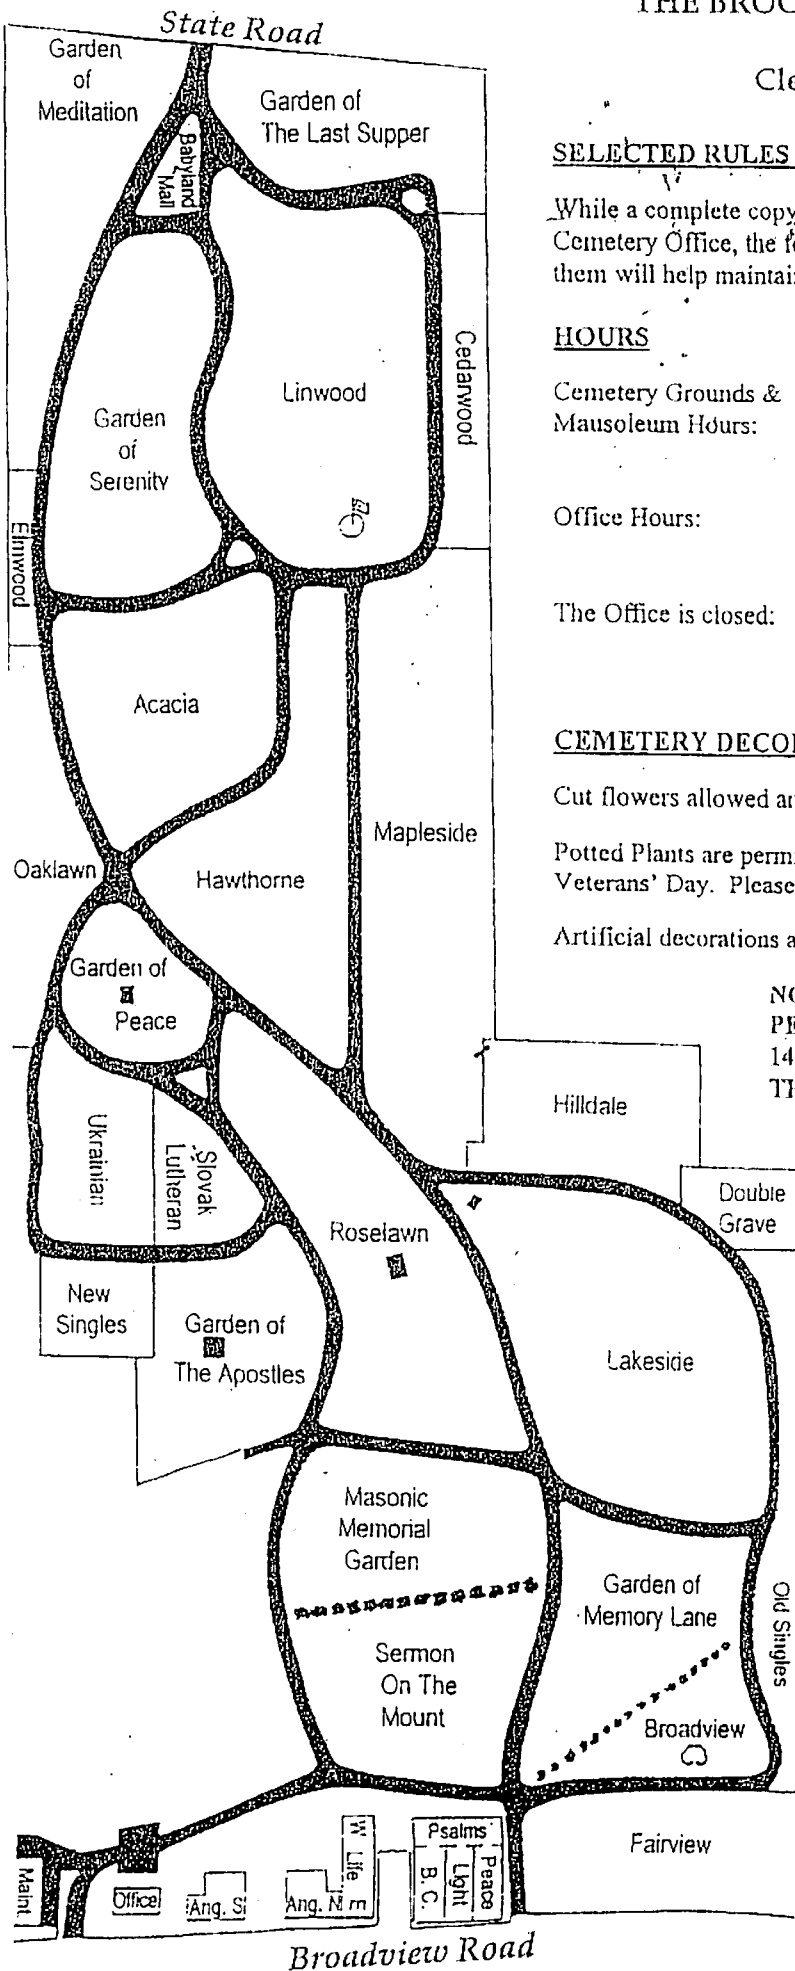 State Road
Garden
of
Meditation
Garden of
The Last Supper
Babyland
Mall
Linwood
Cedarwood
Garden
of
Serenity
Elmwood
Acacia
Mapleside
Oaklawn
Hawthorne
Garden of
Peace
Hilldale
Ukrainian
Slovak
Lutheran
Double
Grave
Roselawn
New
Singles
Garden of
The Apostles
Lakeside
Masonic
Memorial
Garden
Garden of
Memory Lane
Old Singles
Sermon
On The
Mount
Broadview
Fairview
Maint
Office
Ang. S
Ang. N
W Life E
Psalms
B. C.
Light
Peace
Broadview Road
THE
Cle
SELECTED RULES
While a complete copy
Cemetery Office, the
them will help maintain
HOURS
Cemetery Grounds &
Mausoleum Hours:
Office Hours:
The Office is closed:
CEMETERY DECO
Cut flowers allowed
Potted Plants are
Veterans' Day. Please
Artificial decorations
14